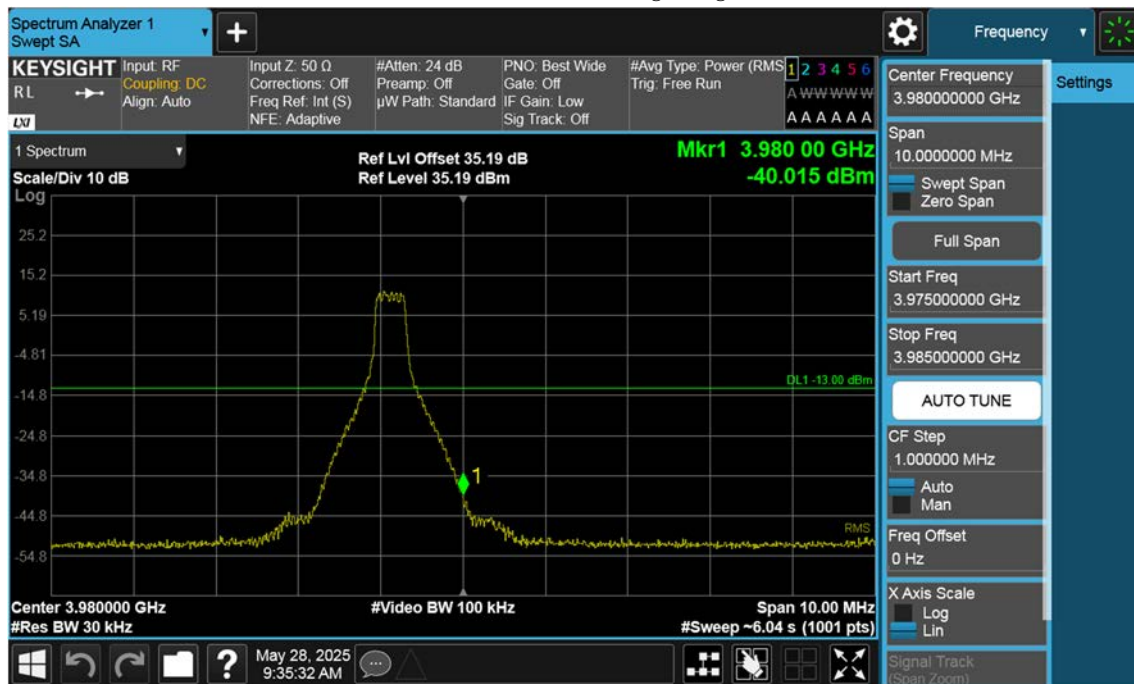 Spectrum Analyzer 1
Swept SA
Frequency
KEYSIGHT
RL
LXI
Input: RF
Coupling: DC
Align: Auto
Input Z: 50 Ω
Corrections: Off
Freq Ref: Int (S)
NFE: Adaptive
#Atten: 24 dB
Preamp: Off
µW Path: Standard
PNO: Best Wide
Gate: Off
IF Gain: Low
Sig Track: Off
#Avg Type: Power (RMS
Trig: Free Run
1 2 3 4 5 6
A W W W W W
A A A A A A
1 Spectrum
Scale/Div 10 dB
Ref Lvl Offset 35.19 dB
Ref Level 35.19 dBm
Mkr1 3.980 00 GHz
-40.015 dBm
Log
25.2
15.2
5.19
-4.81
-14.8
-24.8
-34.8
-44.8
-54.8
DL1 -13.00 dBm
1
RMS
Center 3.980000 GHz
#Res BW 30 kHz
#Video BW 100 kHz
Span 10.00 MHz
#Sweep ~6.04 s (1001 pts)
?
May 28, 2025
9:35:32 AM
Center Frequency
3.980000000 GHz
Settings
Span
10.0000000 MHz
Swept Span
Zero Span
Full Span
Start Freq
3.975000000 GHz
Stop Freq
3.985000000 GHz
AUTO TUNE
CF Step
1.000000 MHz
Auto
Man
Freq Offset
0 Hz
X Axis Scale
Log
Lin
Signal Track
(Span Zoom)